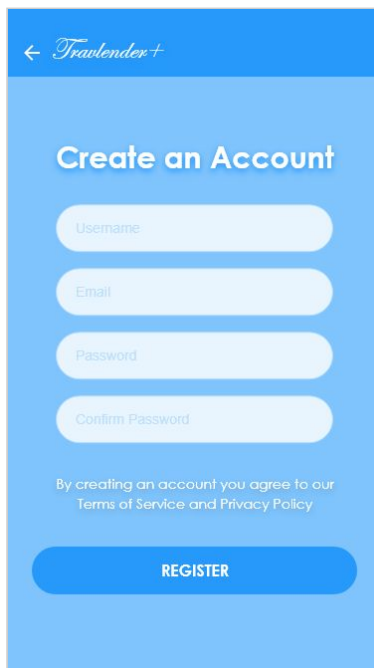 Travlender+
Create an Account
Username
Email
Password
Confirm Password
By creating an account you agree to our
Terms of Service and Privacy Policy
REGISTER